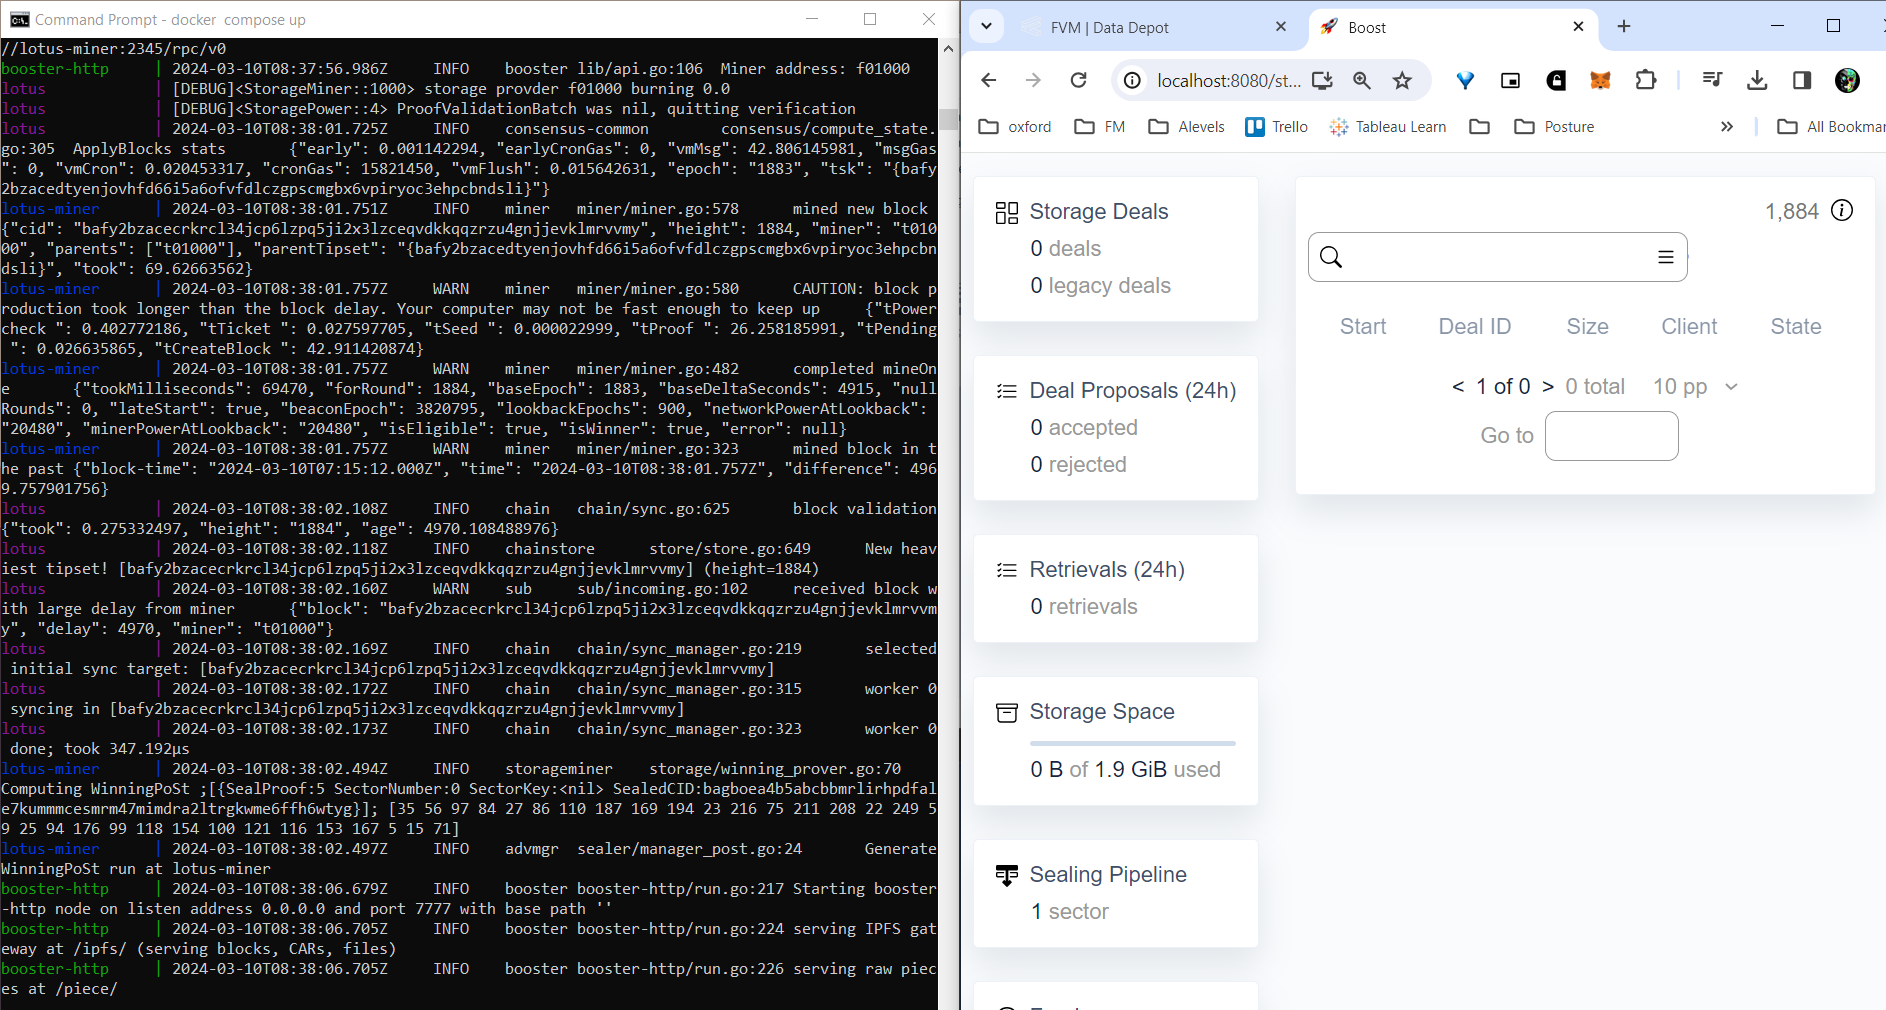 Command Prompt - docker  compose up
//lotus-miner:2345/rpc/v0
booster-http     | 2024-03-10T08:37:56.986Z     INFO    booster lib/api.go:106  Miner address: f01000
lotus            | [DEBUG]<StorageMiner::1000> storage provder f01000 burning 0.0
lotus            | [DEBUG]<StoragePower::4> ProofValidationBatch was nil, quitting verification
lotus            | 2024-03-10T08:38:01.725Z     INFO    consensus-common        consensus/compute_state.
go:305  ApplyBlocks stats       {"early": 0.001142294, "earlyCronGas": 0, "vmMsg": 42.806145981, "msgGas
": 0, "vmCron": 0.020453317, "cronGas": 15821450, "vmFlush": 0.015642631, "epoch": "1883", "tsk": "{bafy
2bzacedtyenjovhfd66i5a6ofvfdlczgpscmgbx6vpiryoc3ehpcbndsli}"}
lotus-miner      | 2024-03-10T08:38:01.751Z     INFO    miner   miner/miner.go:578      mined new block
{"cid": "bafy2bzacecrkrcl34jcp6lzpq5ji2x3lzceqvdkkqqzrzu4gnjjevklmrvvmy", "height": 1884, "miner": "t010
00", "parents": ["t01000"], "parentTipset": "{bafy2bzacedtyenjovhfd66i5a6ofvfdlczgpscmgbx6vpiryoc3ehpcbn
dsli}", "took": 69.62663562}
lotus-miner      | 2024-03-10T08:38:01.757Z     WARN    miner   miner/miner.go:580      CAUTION: block p
roduction took longer than the block delay. Your computer may not be fast enough to keep up     {"tPower
check ": 0.402772186, "tTicket ": 0.027597705, "tSeed ": 0.000022999, "tProof ": 26.258185991, "tPending
 ": 0.026635865, "tCreateBlock ": 42.911420874}
lotus-miner      | 2024-03-10T08:38:01.757Z     WARN    miner   miner/miner.go:482      completed mineOn
e       {"tookMilliseconds": 69470, "forRound": 1884, "baseEpoch": 1883, "baseDeltaSeconds": 4915, "null
Rounds": 0, "lateStart": true, "beaconEpoch": 3820795, "lookbackEpochs": 900, "networkPowerAtLookback":
"20480", "minerPowerAtLookback": "20480", "isEligible": true, "isWinner": true, "error": null}
lotus-miner      | 2024-03-10T08:38:01.757Z     WARN    miner   miner/miner.go:323      mined block in t
he past {"block-time": "2024-03-10T07:15:12.000Z", "time": "2024-03-10T08:38:01.757Z", "difference": 496
9.757901756}
lotus            | 2024-03-10T08:38:02.108Z     INFO    chain   chain/sync.go:625       block validation
{"took": 0.275332497, "height": "1884", "age": 4970.108488976}
lotus            | 2024-03-10T08:38:02.118Z     INFO    chainstore      store/store.go:649      New heav
iest tipset! [bafy2bzacecrkrcl34jcp6lzpq5ji2x3lzceqvdkkqqzrzu4gnjjevklmrvvmy] (height=1884)
lotus            | 2024-03-10T08:38:02.160Z     WARN    sub     sub/incoming.go:102     received block w
ith large delay from miner      {"block": "bafy2bzacecrkrcl34jcp6lzpq5ji2x3lzceqvdkkqqzrzu4gnjjevklmrvvm
y", "delay": 4970, "miner": "t01000"}
lotus            | 2024-03-10T08:38:02.169Z     INFO    chain   chain/sync_manager.go:219       selected
 initial sync target: [bafy2bzacecrkrcl34jcp6lzpq5ji2x3lzceqvdkkqqzrzu4gnjjevklmrvvmy]
lotus            | 2024-03-10T08:38:02.172Z     INFO    chain   chain/sync_manager.go:315       worker 0
 syncing in [bafy2bzacecrkrcl34jcp6lzpq5ji2x3lzceqvdkkqqzrzu4gnjjevklmrvvmy]
lotus            | 2024-03-10T08:38:02.173Z     INFO    chain   chain/sync_manager.go:323       worker 0
 done; took 347.192µs
lotus-miner      | 2024-03-10T08:38:02.494Z     INFO    storageminer    storage/winning_prover.go:70
Computing WinningPoSt ;[{SealProof:5 SectorNumber:0 SectorKey:<nil> SealedCID:bagboea4b5abcbbmrlirhpdfal
e7kummmcesmrm47mimdra2ltrgkwme6ffh6wtyg}]; [35 56 97 84 27 86 110 187 169 194 23 216 75 211 208 22 249 5
9 25 94 176 99 118 154 100 121 116 153 167 5 15 71]
lotus-miner      | 2024-03-10T08:38:02.497Z     INFO    advmgr  sealer/manager_post.go:24       Generate
WinningPoSt run at lotus-miner
booster-http     | 2024-03-10T08:38:06.679Z     INFO    booster booster-http/run.go:217 Starting booster
-http node on listen address 0.0.0.0 and port 7777 with base path ''
booster-http     | 2024-03-10T08:38:06.705Z     INFO    booster booster-http/run.go:224 serving IPFS gat
eway at /ipfs/ (serving blocks, CARs, files)
booster-http     | 2024-03-10T08:38:06.705Z     INFO    booster booster-http/run.go:226 serving raw piec
es at /piece/
FVM | Data Depot
Boost
localhost:8080/st...
oxford FM Alevels Trello Tableau Learn Posture » All Bookmar
Storage Deals
0 deals
0 legacy deals
Deal Proposals (24h)
0 accepted
0 rejected
Retrievals (24h)
0 retrievals
Storage Space
0 B of 1.9 GiB used
Sealing Pipeline
1 sector
1,884
Start Deal ID Size Client State
< 1 of 0 > 0 total 10 pp
Go to